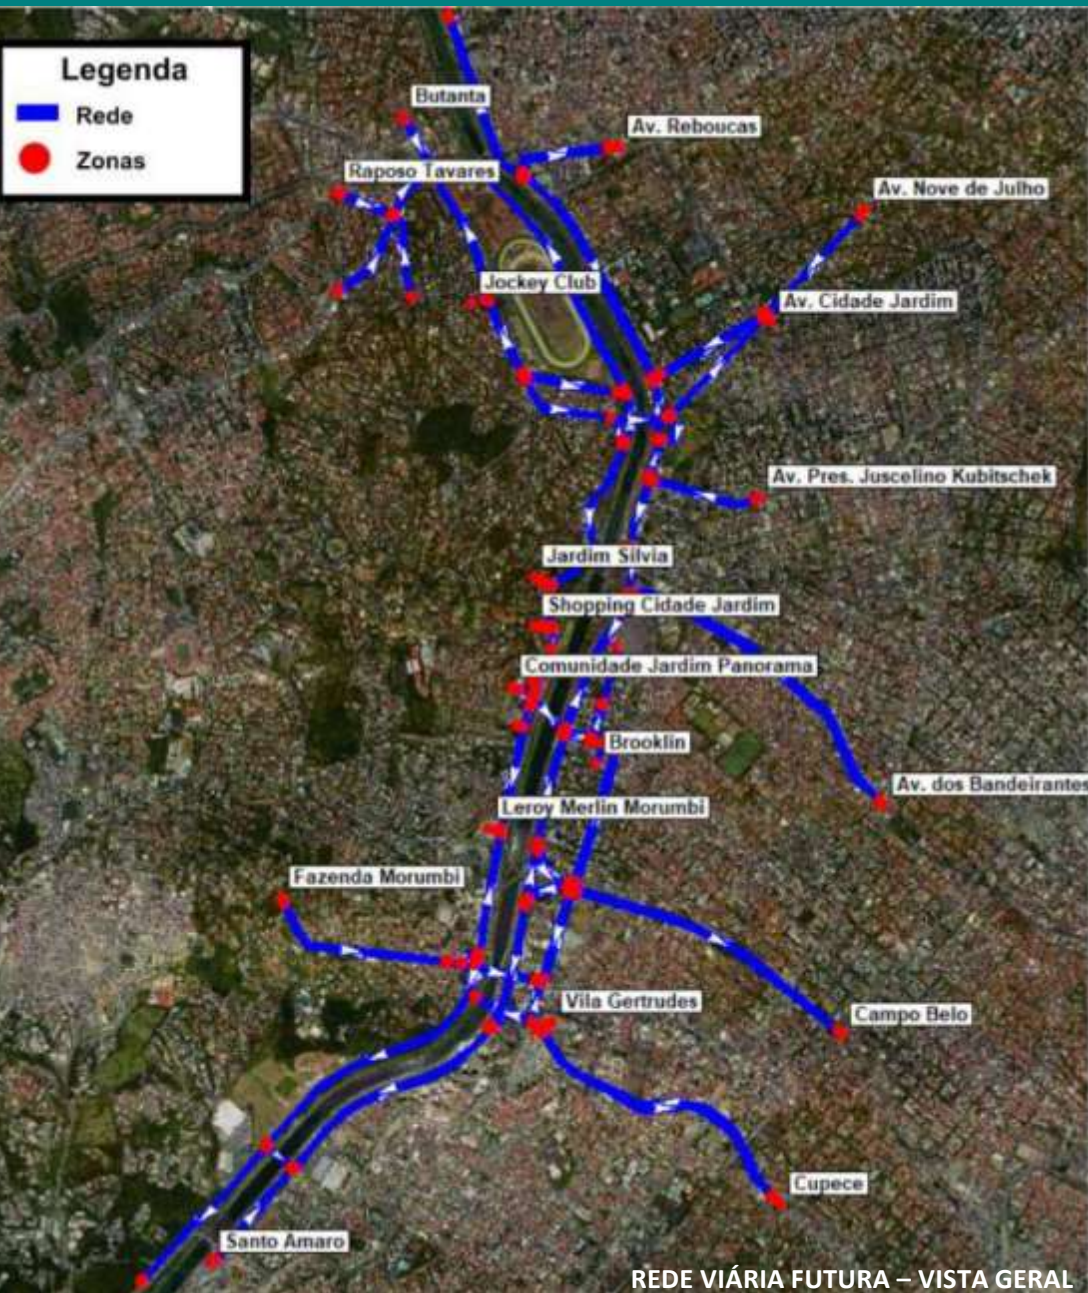 Legenda
Rede
Zonas
Butanta
Av. Reboucas
Raposo Tavares
Av. Nove de Julho
Jockey Club
Av. Cidade Jardim
Av. Pres. Juscelino Kubitschek
Jardim Silvia
Shopping Cidade Jardim
Comunidade Jardim Panorama
Brooklin
Av. dos Bandeirantes
Leroy Merlin Morumbi
Fazenda Morumbi
Vila Gertrudes
Campo Belo
Cupece
Santo Amaro
REDE VIÁRIA FUTURA – VISTA GERAL